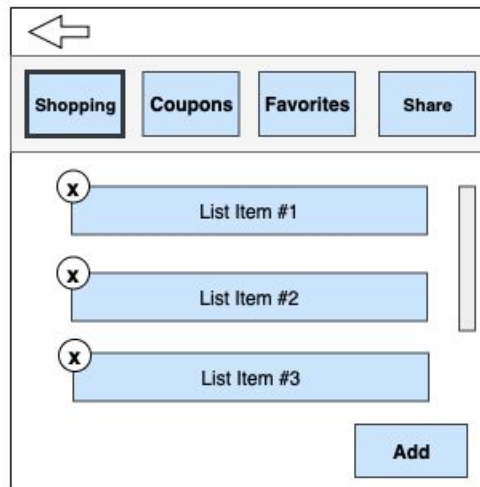 Shopping
Coupons
Favorites
Share
x
List Item #1
x
List Item #2
x
List Item #3
Add